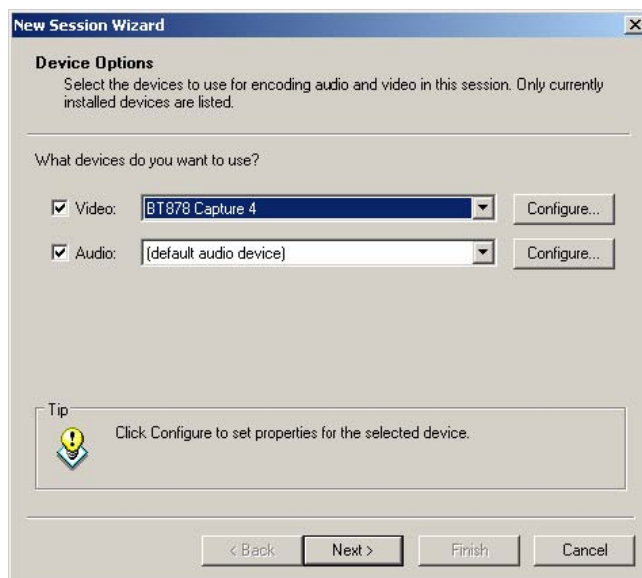 New Session Wizard
Device Options
Select the devices to use for encoding audio and video in this session. Only currently
installed devices are listed.
What devices do you want to use?
Video: BT878 Capture 4 Configure...
Audio: (default audio device) Configure...
Tip
Click Configure to set properties for the selected device.
< Back Next > Finish Cancel